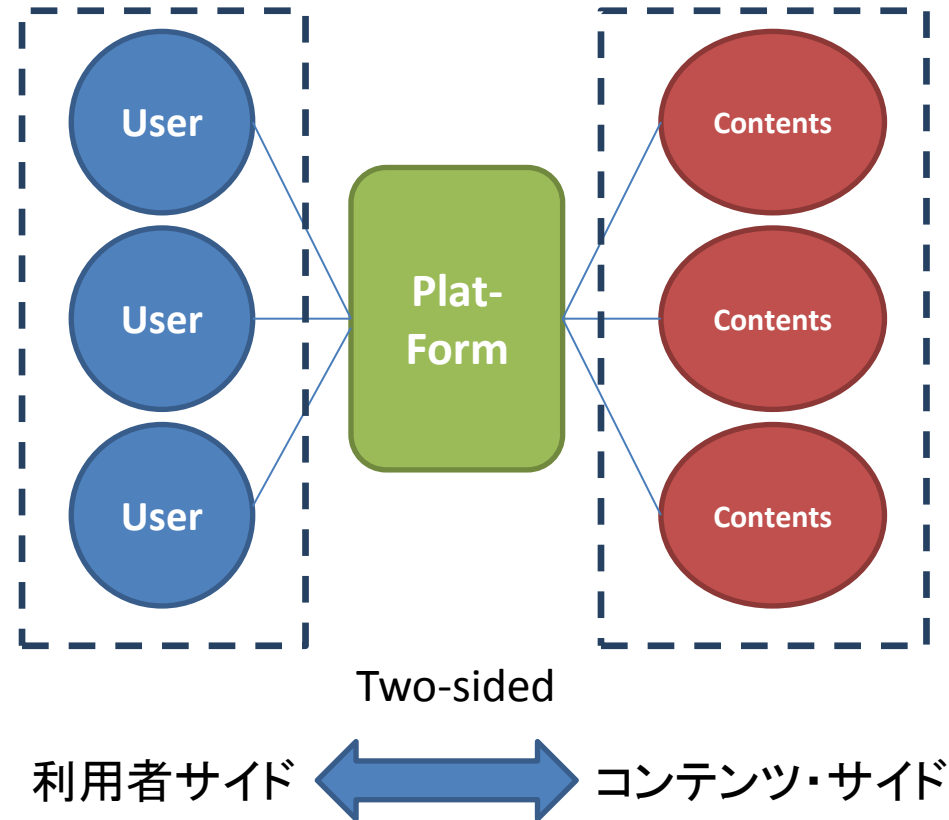 User
User
User
Plat-
Form
Contents
Contents
Contents
Two-sided
利用者サイド
コンテンツ・サイド